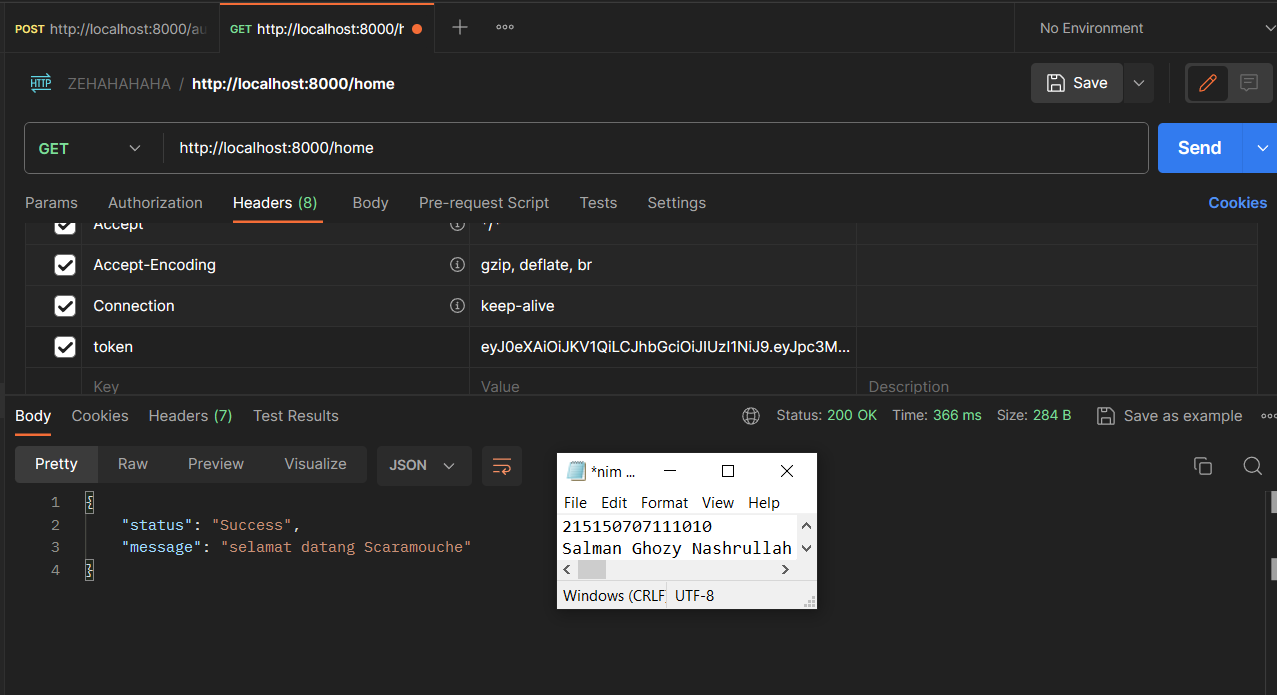 POST http://localhost:8000/au
GET http://localhost:8000/h
No Environment
HTTP ZEHAHAHAHA / http://localhost:8000/home
Save
GET http://localhost:8000/home
Send
Params Authorization Headers (8) Body Pre-request Script Tests Settings Cookies
Accept */*
Accept-Encoding gzip, deflate, br
Connection keep-alive
token eyJ0eXAiOiJKV1QiLCJhbGciOiJIUzI1NiJ9.eyJpc3M...
Key Value Description
Body Cookies Headers (7) Test Results Status: 200 OK Time: 366 ms Size: 284 B Save as example
Pretty Raw Preview Visualize JSON
1 {
2 "status": "Success",
3 "message": "selamat datang Scaramouche"
4 }
*nim ...
File Edit Format View Help
215150707111010
Salman Ghozy Nashrullah
Windows (CRLF UTF-8